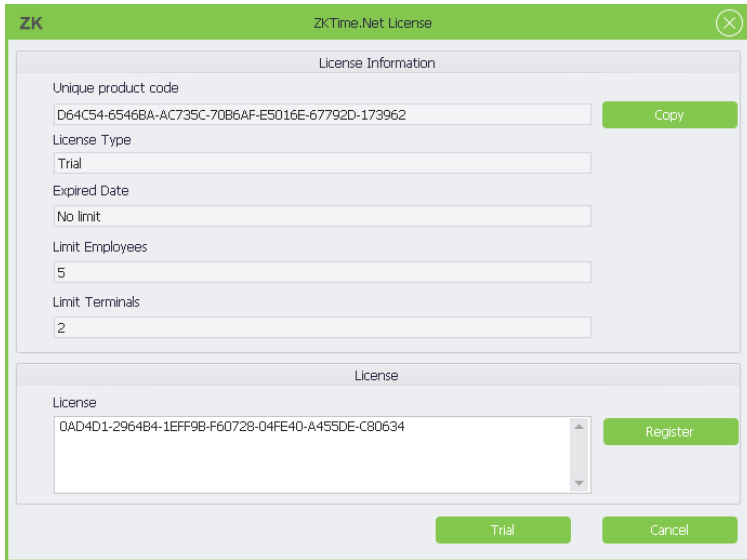 ZK
ZKTime.Net License
License Information
Unique product code
D64C54-6546BA-AC735C-70B6AF-E5016E-67792D-173962
Copy
License Type
Trial
Expired Date
No limit
Limit Employees
5
Limit Terminals
2
License
License
0AD4D1-2964B4-1EFF9B-F60728-04FE40-A455DE-C80634
Register
Trial
Cancel